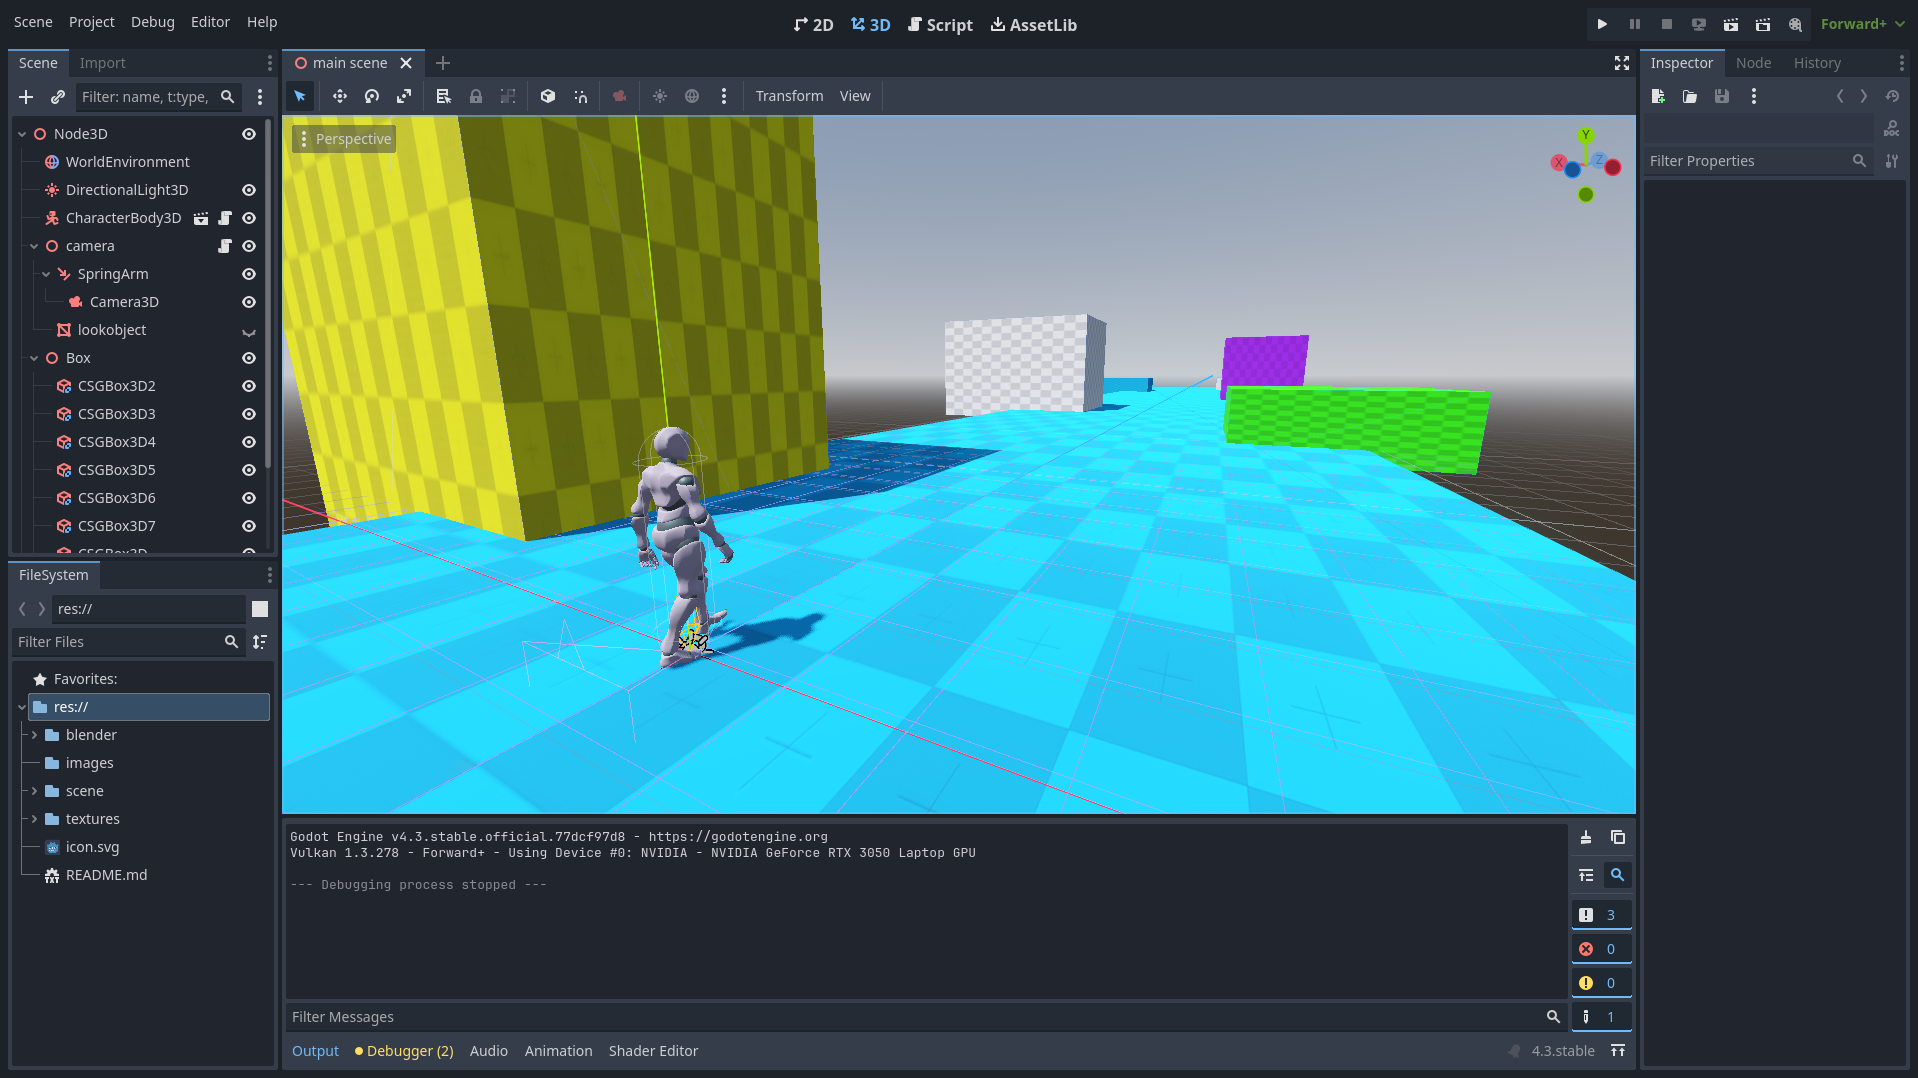 Scene Project Debug Editor Help
2D 3D Script AssetLib
Forward+
Scene Import
Filter: name, t:type,
Node3D
WorldEnvironment
DirectionalLight3D
CharacterBody3D
camera
SpringArm
Camera3D
lookobject
Box
CSGBox3D2
CSGBox3D3
CSGBox3D4
CSGBox3D5
CSGBox3D6
CSGBox3D7
FileSystem
res://
Filter Files
Favorites:
res://
blender
images
scene
textures
icon.svg
README.md
main scene
Transform View
Perspective
Y
X
Z
Godot Engine v4.3.stable.official.77dcf97d8 - https://godotengine.org
Vulkan 1.3.278 - Forward+ - Using Device #0: NVIDIA - NVIDIA GeForce RTX 3050 Laptop GPU
--- Debugging process stopped ---
3
0
0
1
Filter Messages
Output Debugger (2) Audio Animation Shader Editor
4.3.stable
Inspector Node History
Filter Properties